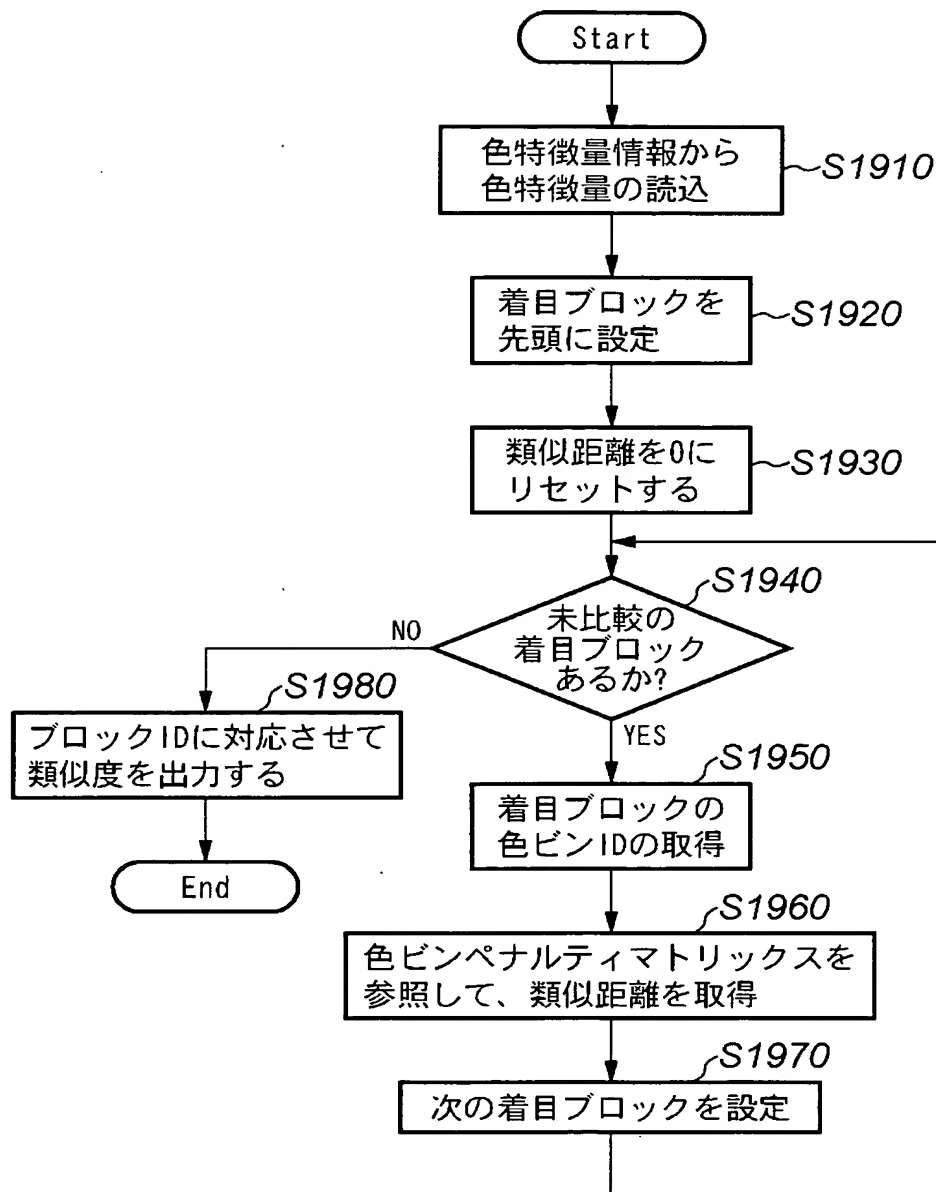 Start
色特徴量情報から
色特徴量の読込
S1910
着目ブロックを
先頭に設定
S1920
類似距離を0に
リセットする
S1930
S1940
未比較の
着目ブロック
あるか?
NO
YES
S1980
ブロックIDに対応させて
類似度を出力する
End
S1950
着目ブロックの
色ビンIDの取得
S1960
色ビンペナルティマトリックスを
参照して、類似距離を取得
S1970
次の着目ブロックを設定